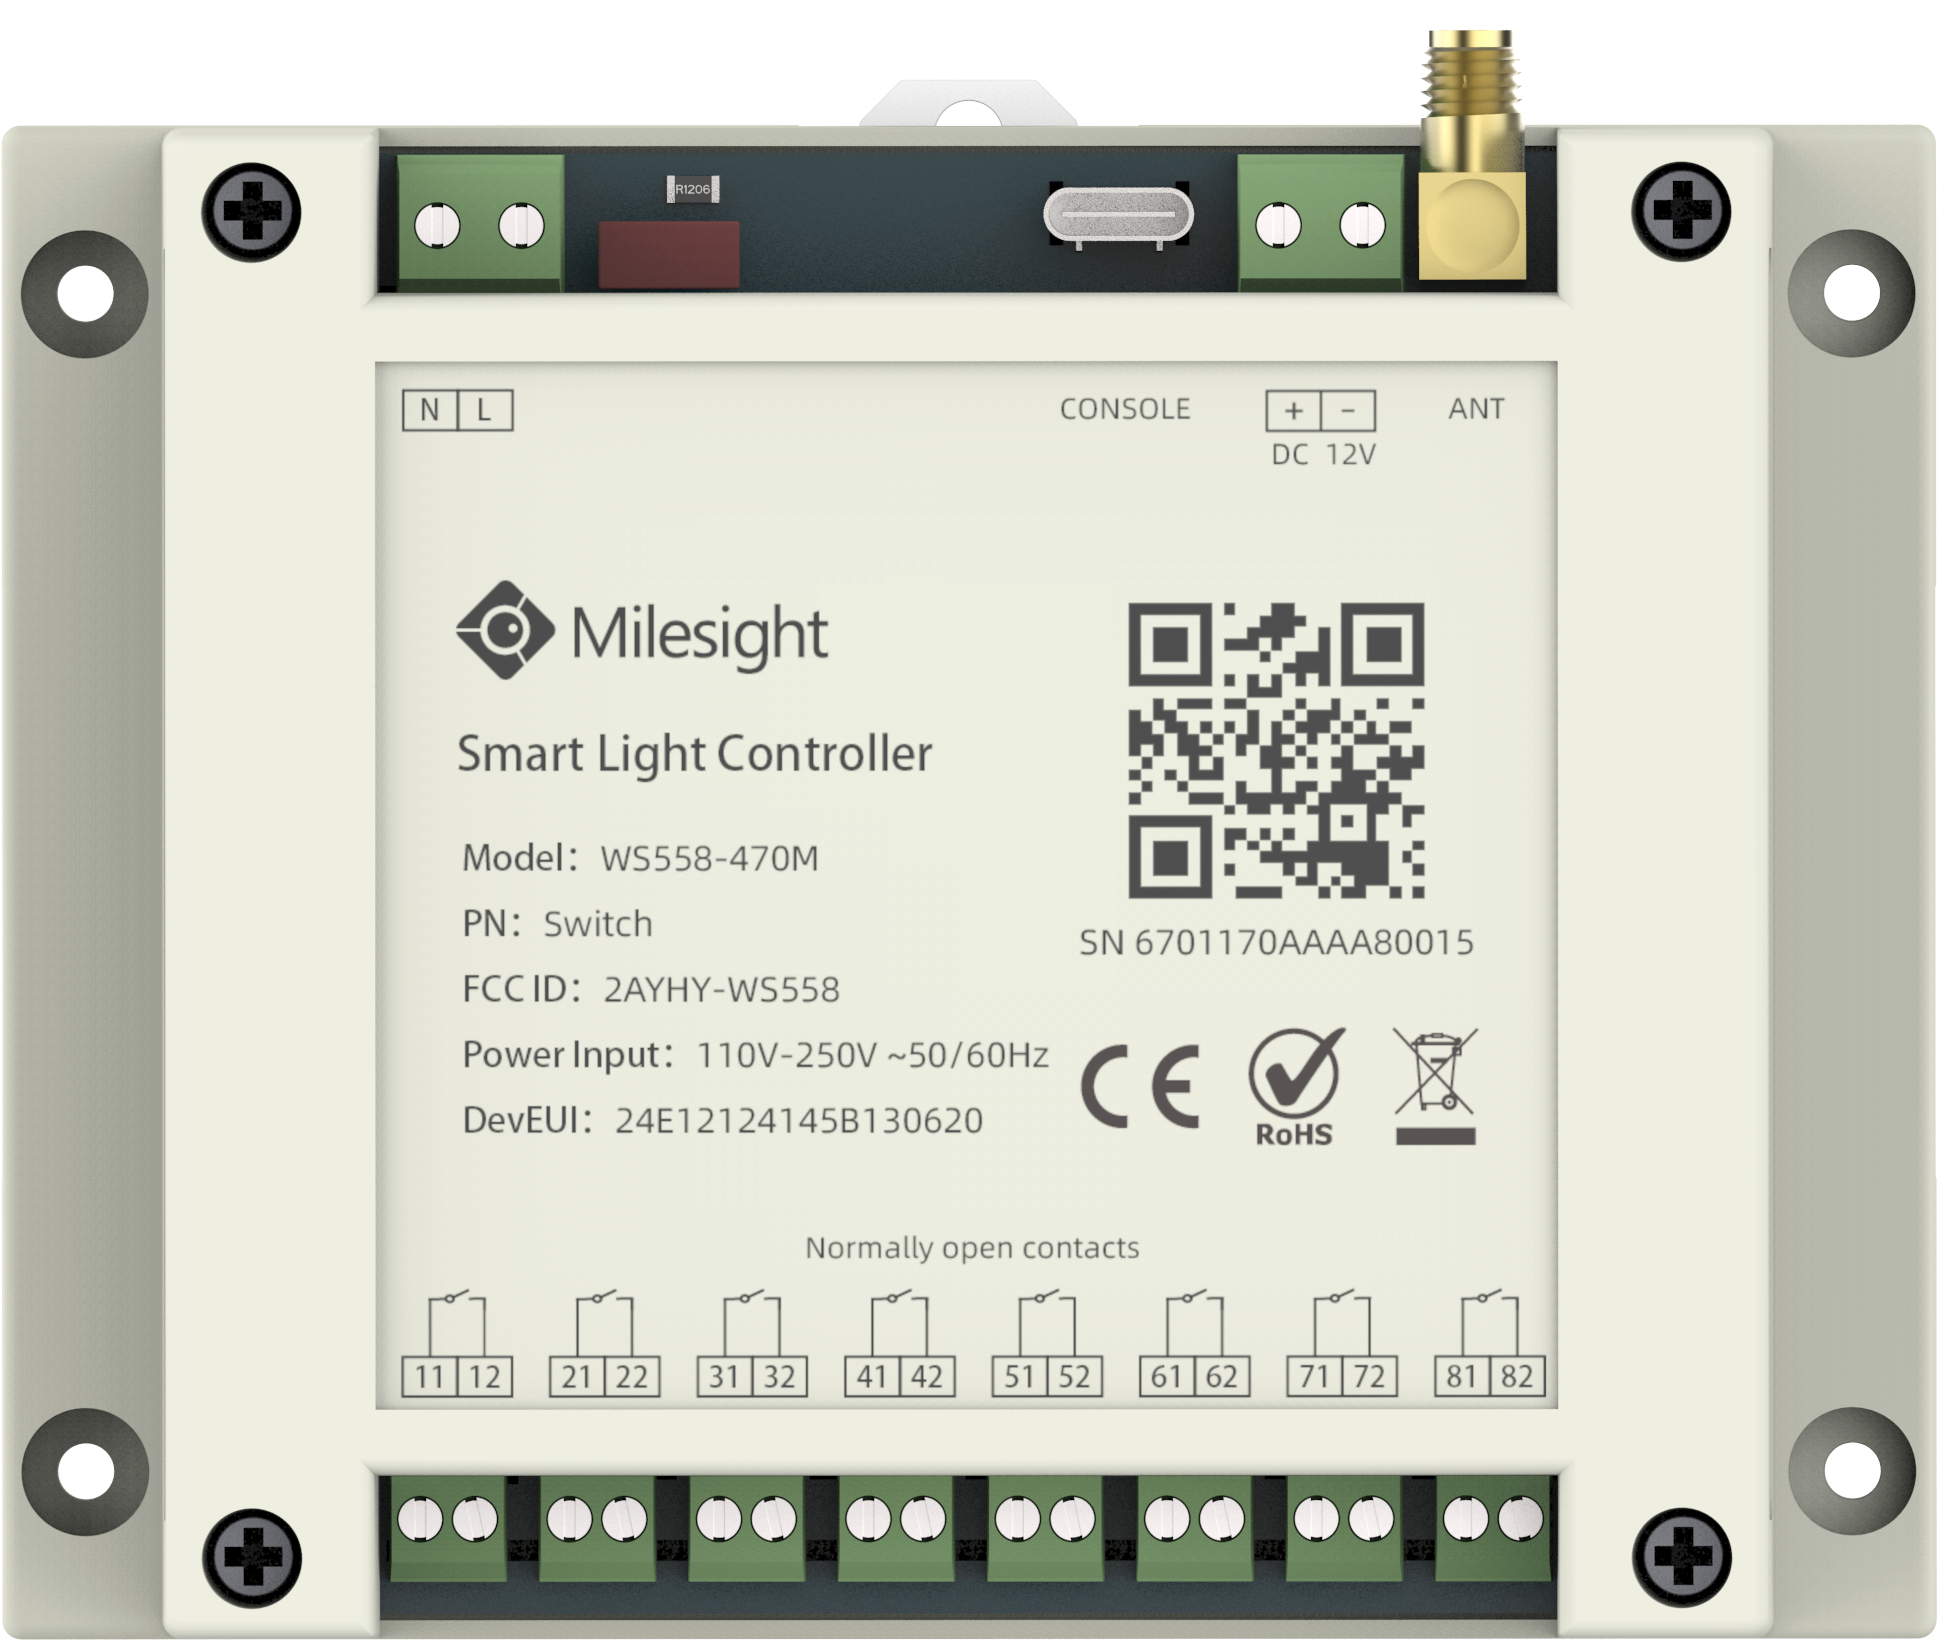 R1206
N L
CONSOLE
+ −
ANT
DC 12V
Milesight
Smart Light Controller
Model: WS558-470M
PN: Switch
FCC ID: 2AYHY-WS558
Power Input: 110V-250V ~50/60Hz
DevEUI: 24E12124145B130620
SN 6701170AAAA80015
CE
RoHS
Normally open contacts
11 12 21 22 31 32 41 42 51 52 61 62 71 72 81 82